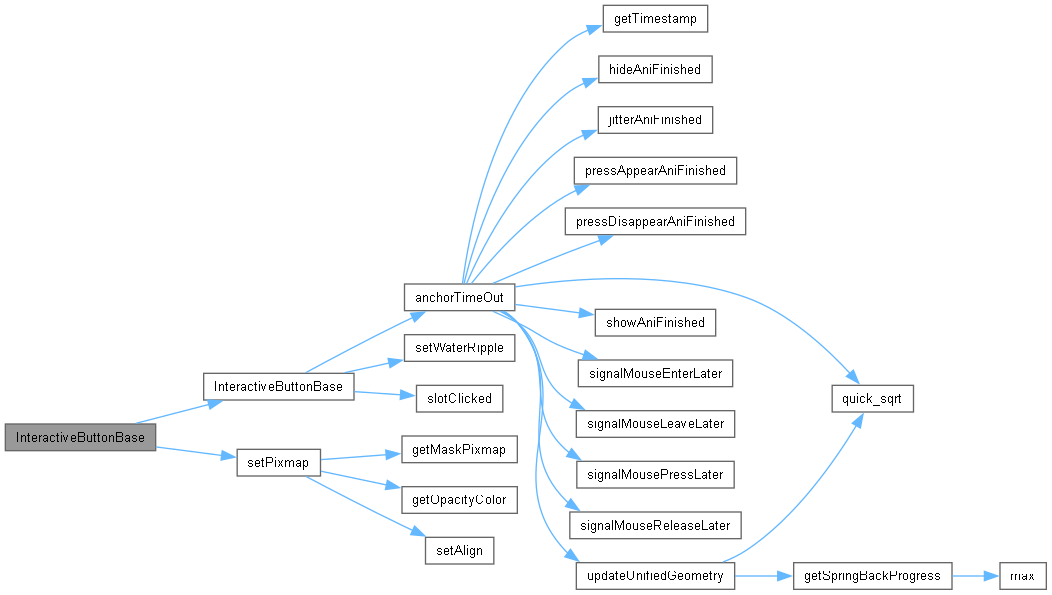 getTimestamp
hideAniFinished
jitterAniFinished
pressAppearAniFinished
pressDisappearAniFinished
anchorTimeOut
showAniFinished
setWaterRipple
signalMouseEnterLater
InteractiveButtonBase
slotClicked
quick_sqrt
signalMouseLeaveLater
InteractiveButtonBase
getMaskPixmap
setPixmap
signalMousePressLater
getOpacityColor
signalMouseReleaseLater
setAlign
updateUnifiedGeometry
getSpringBackProgress
max